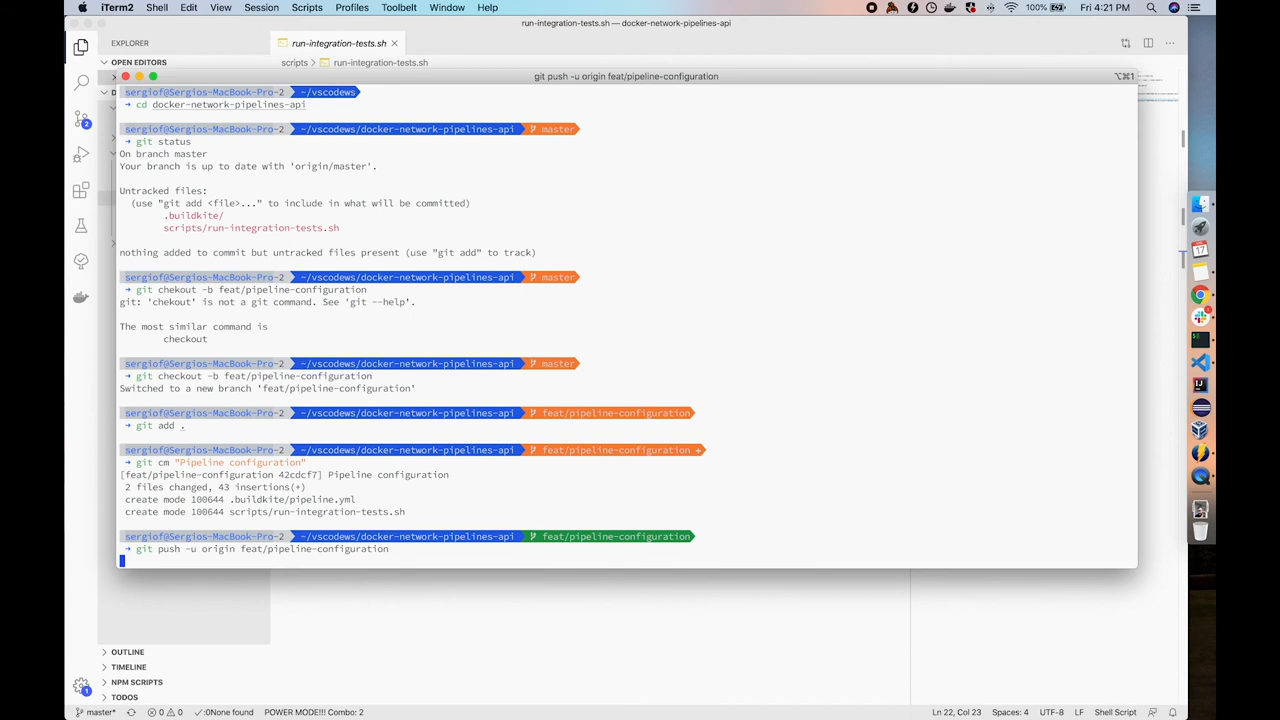 iTerm2 Shell Edit View Session Scripts Profiles Toolbelt Window Help
100% Fri 4:21 PM
run-integration-tests.sh — docker-network-pipelines-api
EXPLORER
run-integration-tests.sh
OPEN EDITORS
scripts > run-integration-tests.sh
git push -u origin feat/pipeline-configuration
⌥⌘1
sergiof@Sergios-MacBook-Pro-2 ~/vscodews
➜ cd docker-network-pipelines-api
sergiof@Sergios-MacBook-Pro-2 ~/vscodews/docker-network-pipelines-api master
➜ git status
On branch master
Your branch is up to date with 'origin/master'.
Untracked files:
(use "git add <file>..." to include in what will be committed)
.buildkite/
scripts/run-integration-tests.sh
nothing added to commit but untracked files present (use "git add" to track)
sergiof@Sergios-MacBook-Pro-2 ~/vscodews/docker-network-pipelines-api master
➜ git chekout -b feat/pipeline-configuration
git: 'chekout' is not a git command. See 'git --help'.
The most similar command is
checkout
sergiof@Sergios-MacBook-Pro-2 ~/vscodews/docker-network-pipelines-api master
➜ git checkout -b feat/pipeline-configuration
Switched to a new branch 'feat/pipeline-configuration'
sergiof@Sergios-MacBook-Pro-2 ~/vscodews/docker-network-pipelines-api feat/pipeline-configuration
➜ git add .
sergiof@Sergios-MacBook-Pro-2 ~/vscodews/docker-network-pipelines-api feat/pipeline-configuration +
➜ git cm "Pipeline configuration"
[feat/pipeline-configuration 42cdcf7] Pipeline configuration
2 files changed, 43 insertions(+)
create mode 100644 .buildkite/pipeline.yml
create mode 100644 scripts/run-integration-tests.sh
sergiof@Sergios-MacBook-Pro-2 ~/vscodews/docker-network-pipelines-api feat/pipeline-configuration
➜ git push -u origin feat/pipeline-configuration
OUTLINE
TIMELINE
NPM SCRIPTS
TODOS
master* 0 0 :0None found POWER MODE!!! Combo: 2 Ln 22, Col 23 Spaces: 4 UTF-8 LF Shell Script
2
1
17